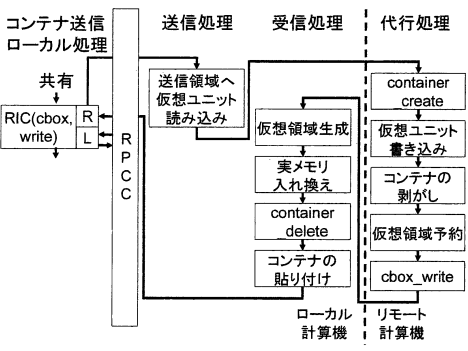 コンテナ送信
ローカル処理
送信処理
受信処理
代行処理
共有
RIC(cbox,
write)
R
L
R
P
C
C
送信領域へ
仮想ユニット
読み込み
仮想領域生成
実メモリ
入れ換え
container
_delete
コンテナの
貼り付け
container
_create
仮想ユニット
書き込み
コンテナの
剥がし
仮想領域予約
cbox_write
ローカル
計算機
リモート
計算機